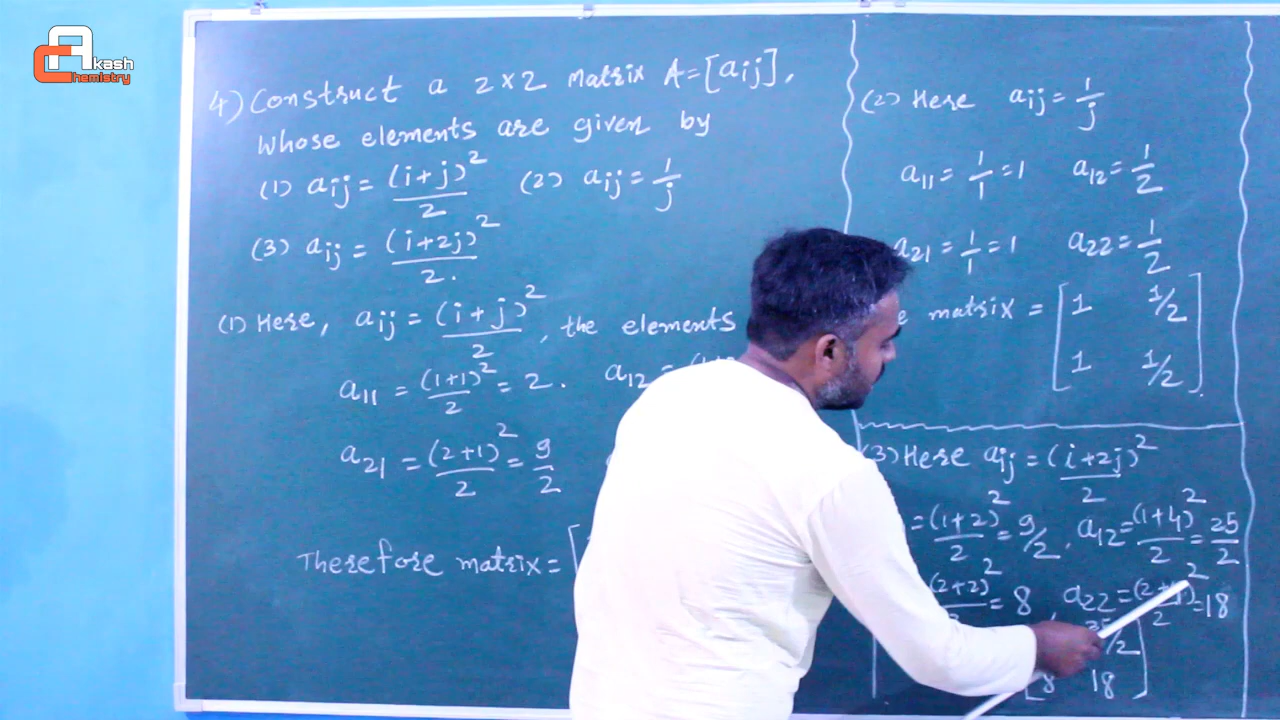 Akash
Chemistry
4) Construct a 2×2 matrix A=[aij],
whose elements are given by
(1) aij = (i+j)²/2 (2) aij = 1/j
(3) aij = (i+2j)²/2.
(1) Here, aij = (i+j)²/2, the elements
a11 = (1+1)²/2 = 2. a12 =
a21 = (2+1)²/2 = 9/2
Therefore matrix = [
(2) Here aij = 1/j
a11 = 1/1 = 1 a12 = 1/2
a21 = 1/1 = 1 a22 = 1/2
matrix = [1 1/2
1 1/2].
(3) Here aij = (i+2j)²/2
= (1+2)²/2 = 9/2, a12 = (1+4)²/2 = 25/2
(2+2)² = 8, a22 = = 18
8 18]